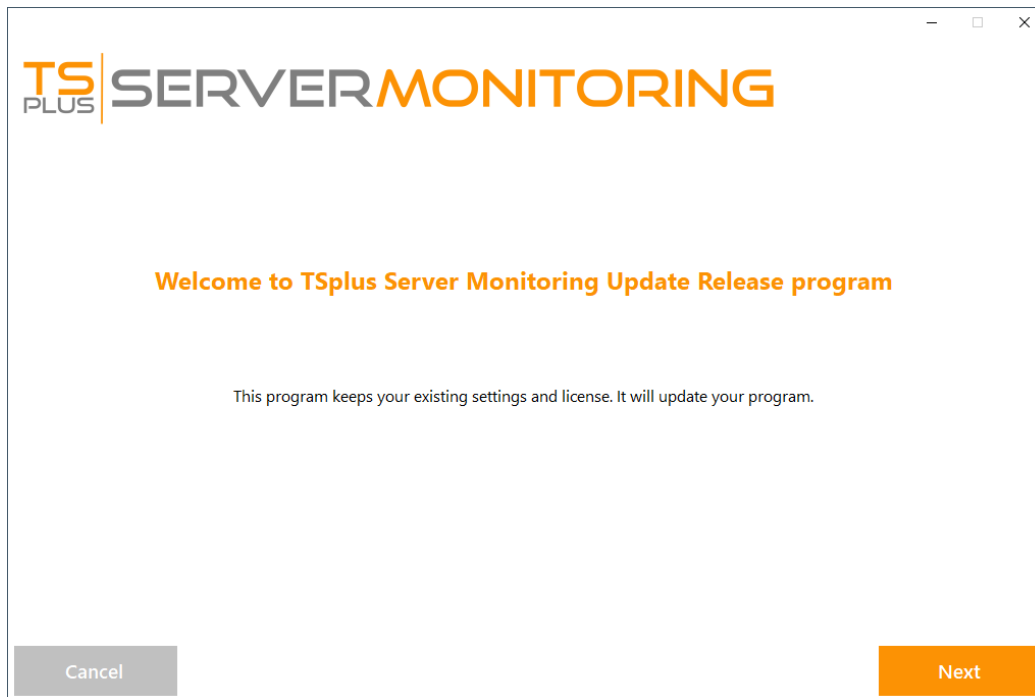 TS PLUS SERVERMONITORING
Welcome to TSplus Server Monitoring Update Release program
This program keeps your existing settings and license. It will update your program.
Cancel
Next